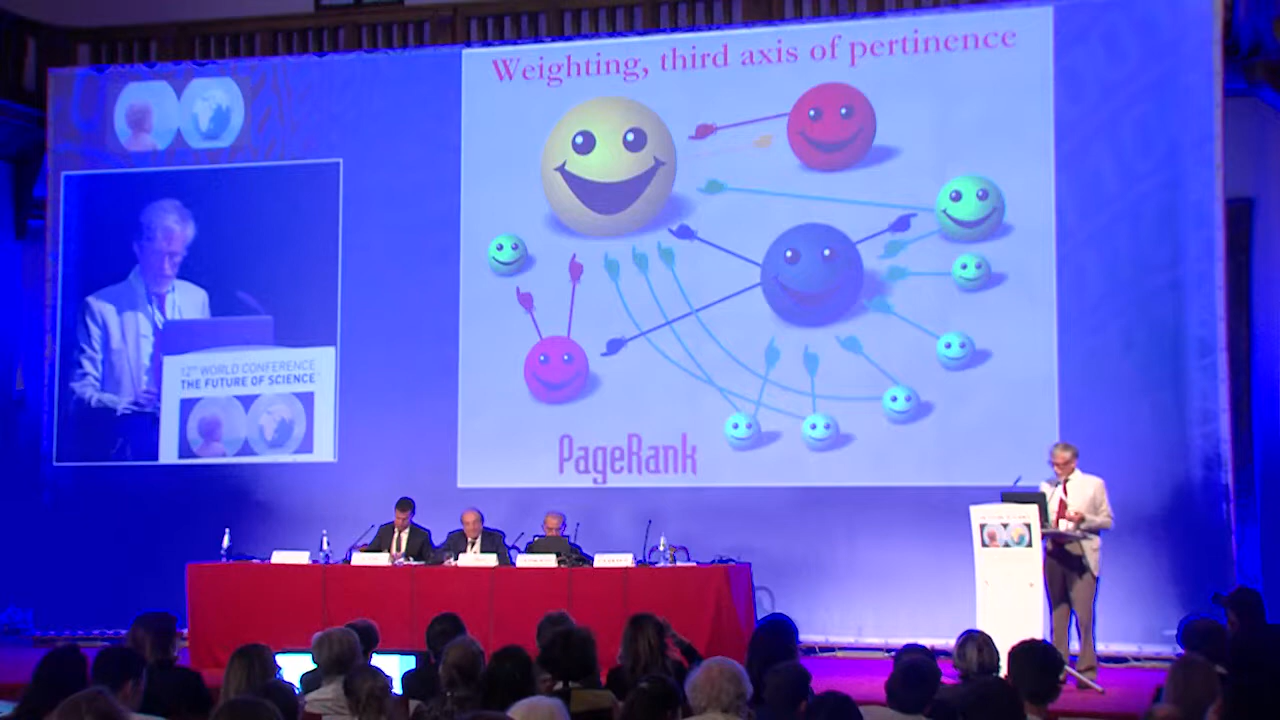 Weighting, third axis of pertinence
12TH WORLD CONFERENCE
THE FUTURE OF SCIENCE
PageRank